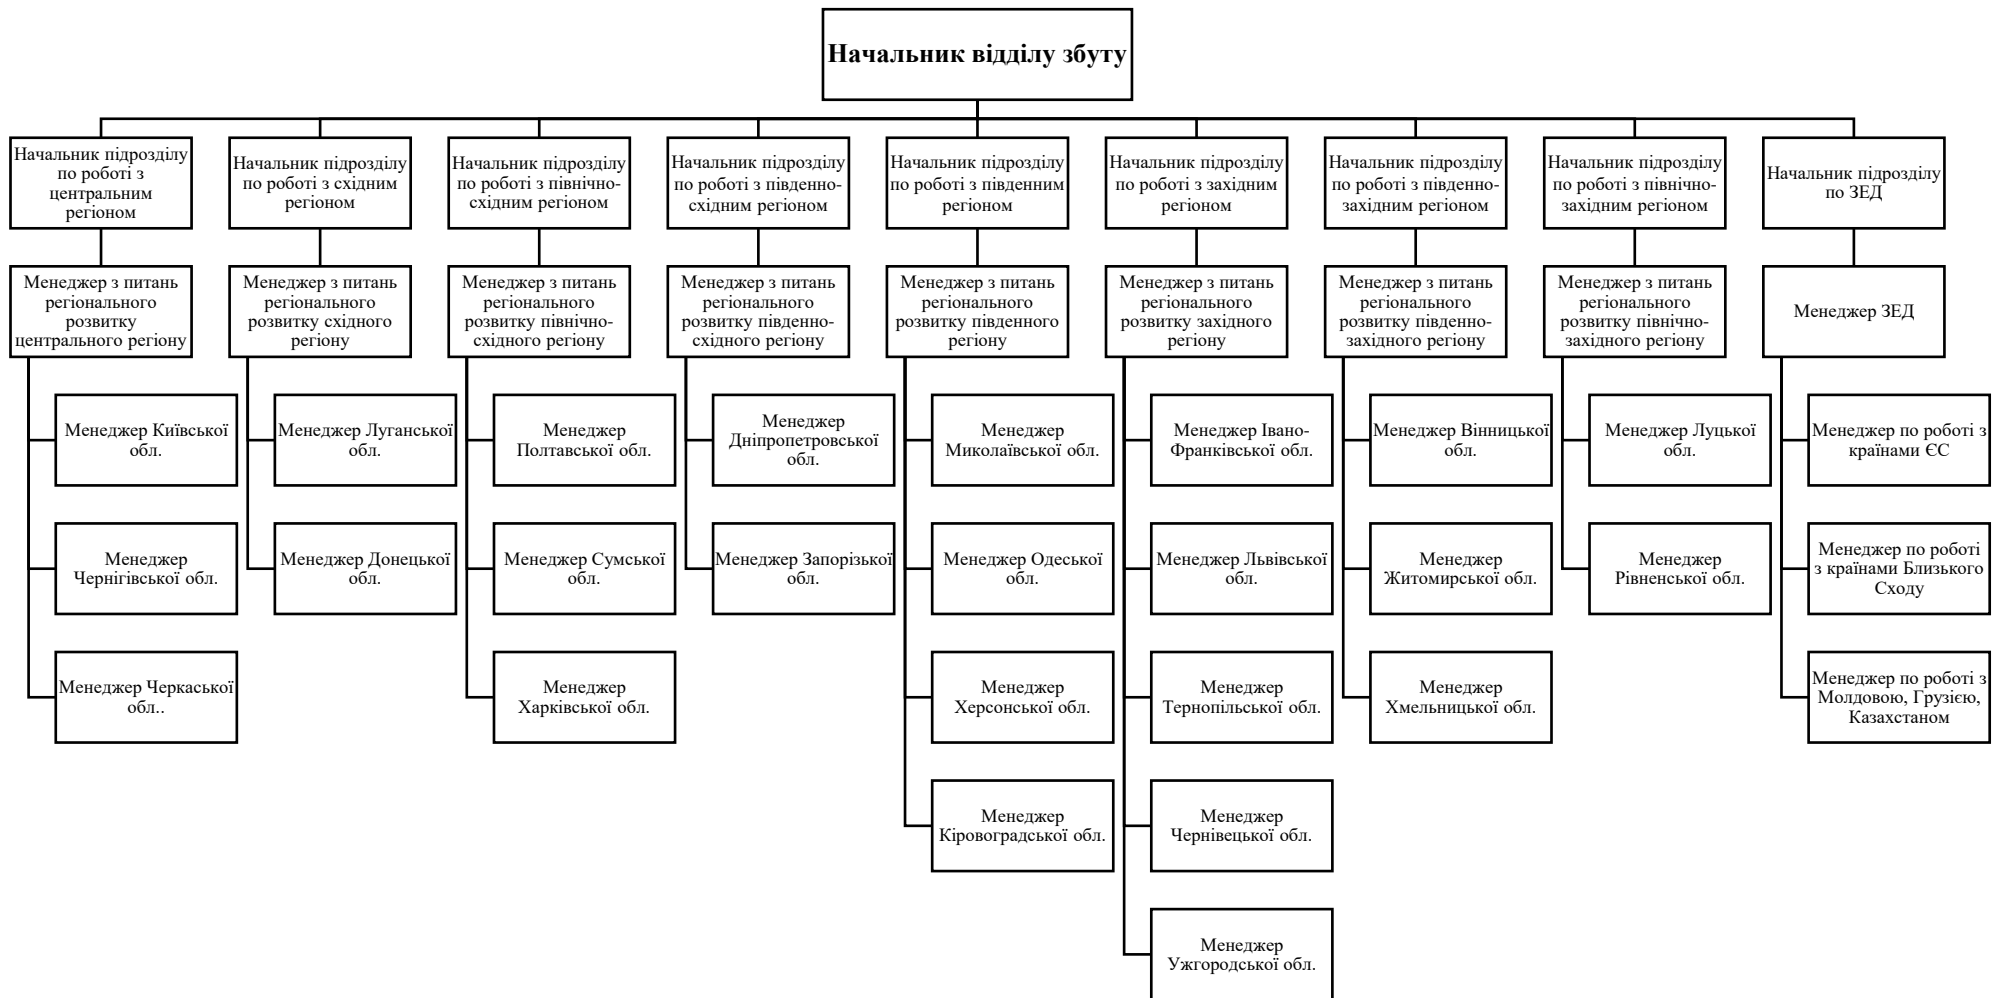 Начальник відділу збуту
Начальник підрозділу
по роботі з
центральним
регіоном
Начальник підрозділу
по роботі з східним
регіоном
Начальник підрозділу
по роботі з північно-
східним регіоном
Начальник підрозділу
по роботі з південно-
східним регіоном
Начальник підрозділу
по роботі з південним
регіоном
Начальник підрозділу
по роботі з західним
регіоном
Начальник підрозділу
по роботі з південно-
західним регіоном
Начальник підрозділу
по роботі з північно-
західним регіоном
Начальник підрозділу
по ЗЕД
Менеджер з питань
регіонального
розвитку
центрального регіону
Менеджер з питань
регіонального
розвитку східного
регіону
Менеджер з питань
регіонального
розвитку північно-
східного регіону
Менеджер з питань
регіонального
розвитку південно-
східного регіону
Менеджер з питань
регіонального
розвитку південного
регіону
Менеджер з питань
регіонального
розвитку західного
регіону
Менеджер з питань
регіонального
розвитку південно-
західного регіону
Менеджер з питань
регіонального
розвитку північно-
західного регіону
Менеджер ЗЕД
Менеджер Київської
обл.
Менеджер Луганської
обл.
Менеджер
Полтавської обл.
Менеджер
Дніпропетровської
обл.
Менеджер
Миколаївської обл.
Менеджер Івано-
Франківської обл.
Менеджер Вінницької
обл.
Менеджер Луцької
обл.
Менеджер по роботі з
країнами ЄС
Менеджер
Чернігівської обл.
Менеджер Донецької
обл.
Менеджер Сумської
обл.
Менеджер Запорізької
обл.
Менеджер Одеської
обл.
Менеджер Львівської
обл.
Менеджер
Житомирської обл.
Менеджер
Рівненської обл.
Менеджер по роботі
з країнами Близького
Сходу
Менеджер Черкаської
обл..
Менеджер
Харківської обл.
Менеджер
Херсонської обл.
Менеджер
Тернопільської обл.
Менеджер
Хмельницької обл.
Менеджер по роботі з
Молдовою, Грузією,
Казахстаном
Менеджер
Кіровоградської обл.
Менеджер
Чернівецької обл.
Менеджер
Ужгородської обл.